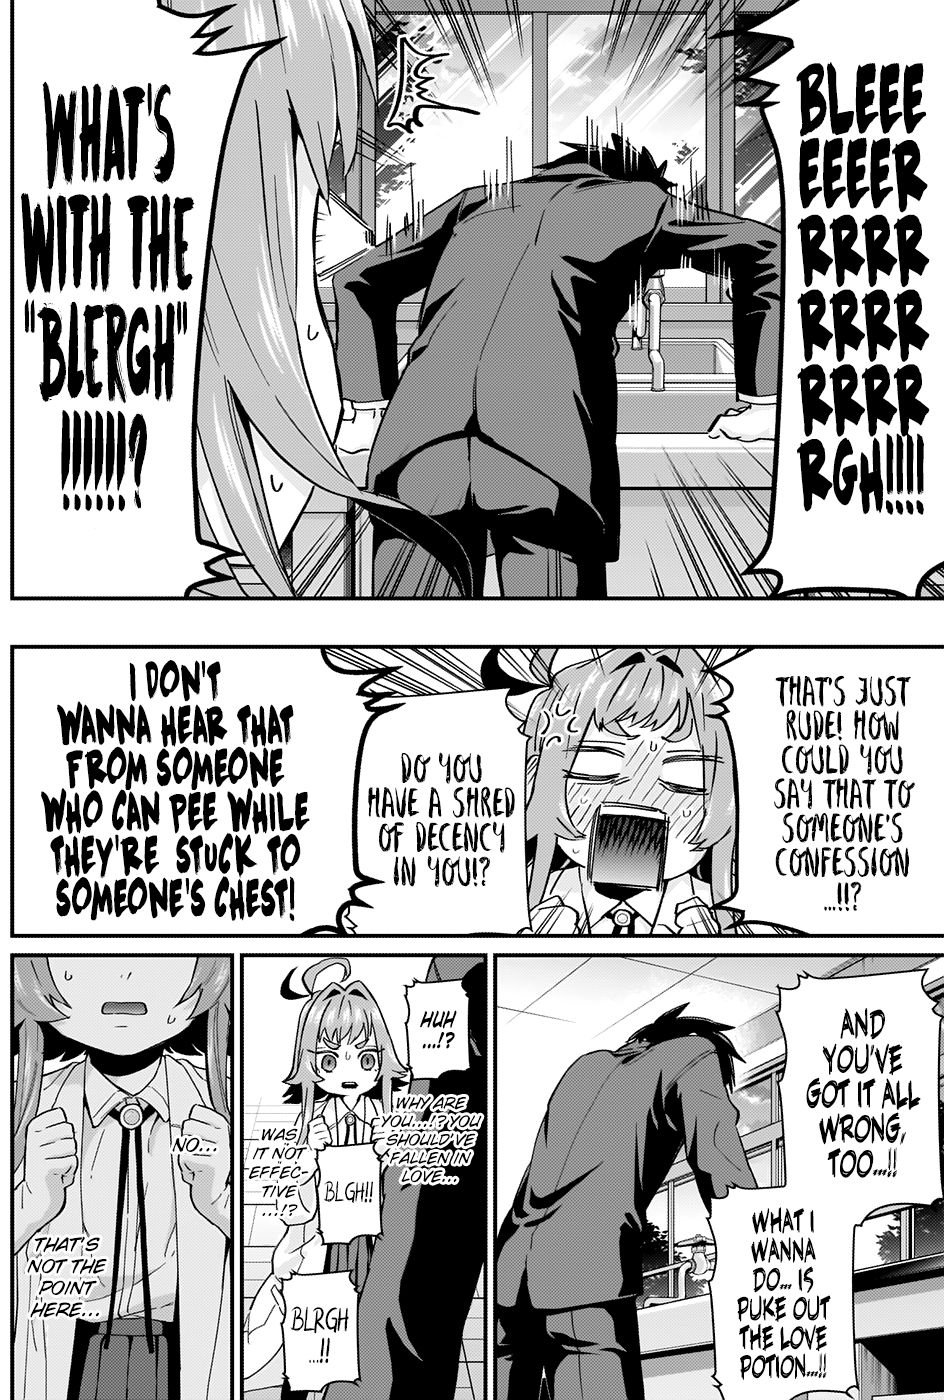 BLEEE
EEEER
RRRR
RRRR
RRRR
RGH!!!!
WHAT'S
WITH THE
"BLERGH"
!!!!!!!?
THAT'S JUST
RUDE! HOW
COULD YOU
SAY THAT TO
SOMEONE'S
CONFESSION
...!!?
DO YOU
HAVE A SHRED
OF DECENCY
IN YOU!?
I DON'T
WANNA HEAR THAT
FROM SOMEONE
WHO CAN PEE WHILE
THEY'RE STUCK TO
SOMEONE'S CHEST!
AND
YOU'VE
GOT IT ALL
WRONG,
TOO...!!
WHAT I
WANNA
DO... IS
PUKE OUT
THE LOVE
POTION...!!
HUH
...!?
WHY ARE
YOU...!? YOU
SHOULD'VE
FALLEN IN
LOVE...
BLGH!!
WAS
IT NOT
EFFEC-
TIVE
...!?
BLRGH
...!!
NO...
THAT'S
NOT THE
POINT
HERE...